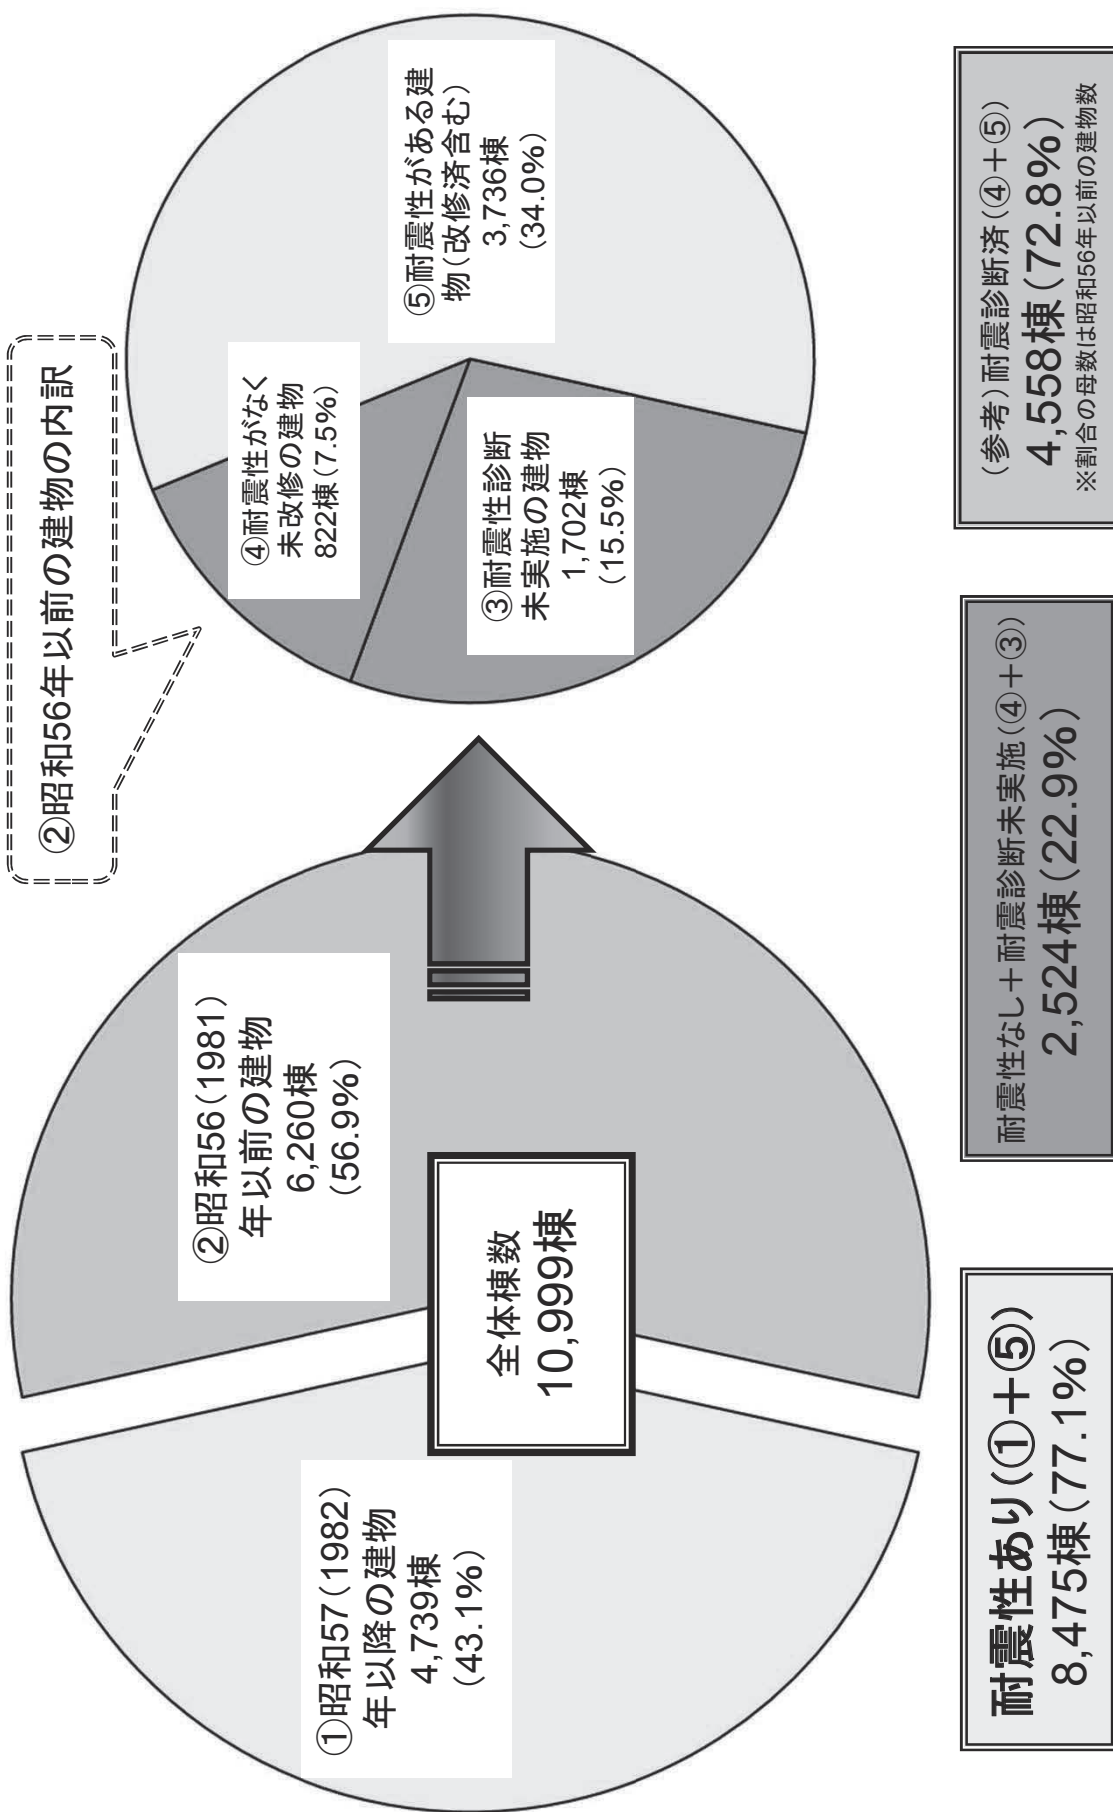 ②昭和56年以前の建物の内訳
①昭和57(1982)
年以降の建物
4,739棟
(43.1%)
②昭和56(1981)
年以前の建物
6,260棟
(56.9%)
全体棟数
10,999棟
④耐震性がなく
未改修の建物
822棟(7.5%)
⑤耐震性がある建
物(改修済含む)
3,736棟
(34.0%)
③耐震性診断
未実施の建物
1,702棟
(15.5%)
耐震性あり(①+⑤)
8,475棟(77.1%)
耐震性なし+耐震診断未実施(④+③)
2,524棟(22.9%)
(参考)耐震診断済(④+⑤)
4,558棟(72.8%)
※割合の母数は昭和56年以前の建物数